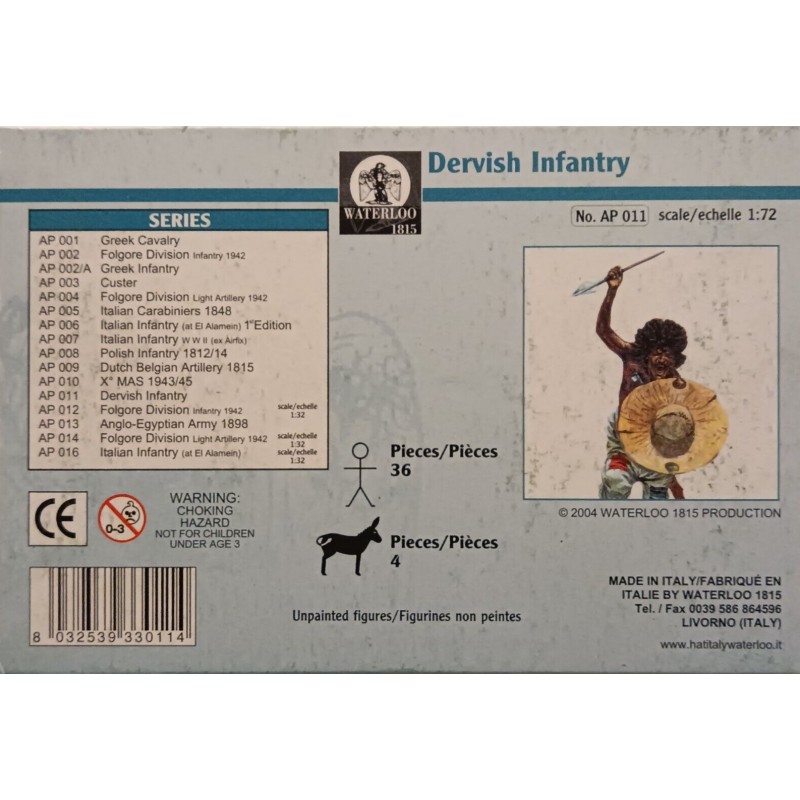 Dervish Infantry
WATERLOO
1815
No. AP 011 scale/echelle 1:72
SERIES
AP 001 Greek Cavalry
AP 002 Folgore Division Infantry 1942
AP 002/A Greek Infantry
AP 003 Custer
AP 004 Folgore Division Light Artillery 1942
AP 005 Italian Carabiniers 1848
AP 006 Italian Infantry (at El Alamein) 1°Edition
AP 007 Italian Infantry W W II (ex Airfix)
AP 008 Polish Infantry 1812/14
AP 009 Dutch Belgian Artillery 1815
AP 010 X° MAS 1943/45
AP 011 Dervish Infantry
AP 012 Folgore Division Infantry 1942 scale/echelle 1:32
AP 013 Anglo-Egyptian Army 1898
AP 014 Folgore Division Light Artillery 1942 scale/echelle 1:32
AP 016 Italian Infantry (at El Alamein) scale/echelle 1:32
Pieces/Pièces
36
Pieces/Pièces
4
Unpainted figures/Figurines non peintes
© 2004 WATERLOO 1815 PRODUCTION
CE
0-3
WARNING:
CHOKING
HAZARD
NOT FOR CHILDREN
UNDER AGE 3
8 032539 330114
MADE IN ITALY/FABRIQUÉ EN
ITALIE BY WATERLOO 1815
Tel. / Fax 0039 586 864596
LIVORNO (ITALY)
www.hatitalywaterloo.it